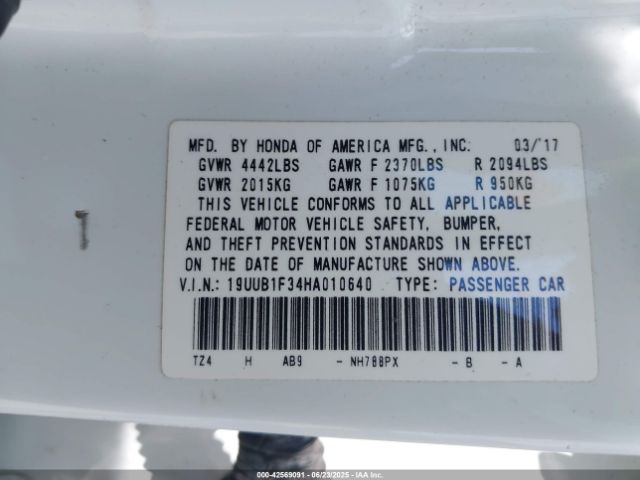 MFD. BY HONDA OF AMERICA MFG., INC. 03/'17
GVWR 4442LBS GAWR F 2370LBS R 2094LBS
GVWR 2015KG GAWR F 1075KG R 950KG
THIS VEHICLE CONFORMS TO ALL APPLICABLE
FEDERAL MOTOR VEHICLE SAFETY, BUMPER,
AND THEFT PREVENTION STANDARDS IN EFFECT
ON THE DATE OF MANUFACTURE SHOWN ABOVE.
V.I.N.: 19UUB1F34HA010640 TYPE: PASSENGER CAR
TZ4 H AB9 - NH788PX - B - A
000-42569091 - 06/23/2025 - IAAHS.COM